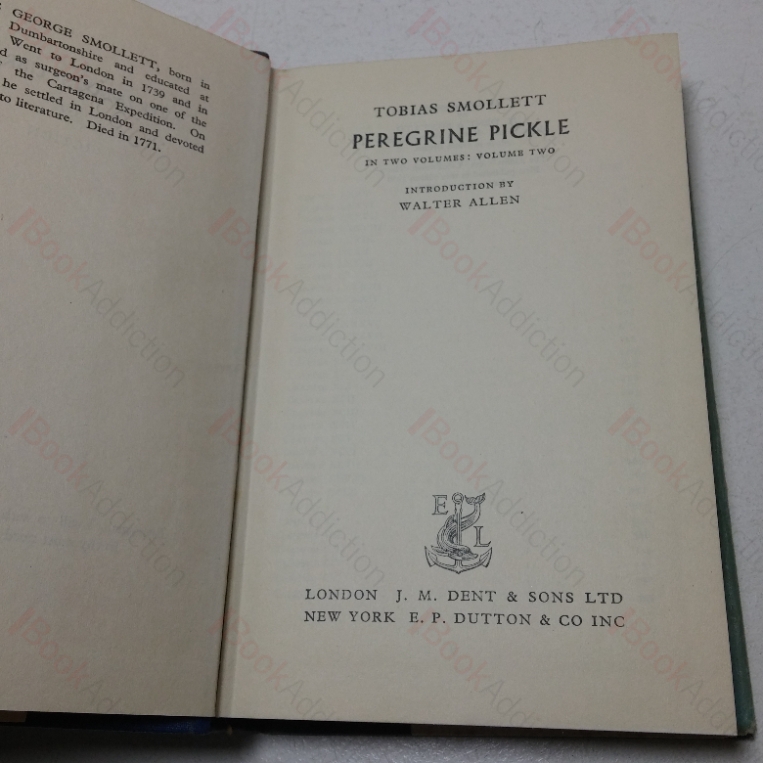 GEORGE SMOLLETT, born in
Dumbartonshire and educated at
Went to London in 1739 and in
as surgeon's mate on one of the
the Cartagena Expedition. On
he settled in London and devoted
to literature. Died in 1771.
TOBIAS SMOLLETT
PEREGRINE PICKLE
IN TWO VOLUMES: VOLUME TWO
INTRODUCTION BY
WALTER ALLEN
E
L
LONDON J. M. DENT & SONS LTD
NEW YORK E. P. DUTTON & CO INC
BookAddiction